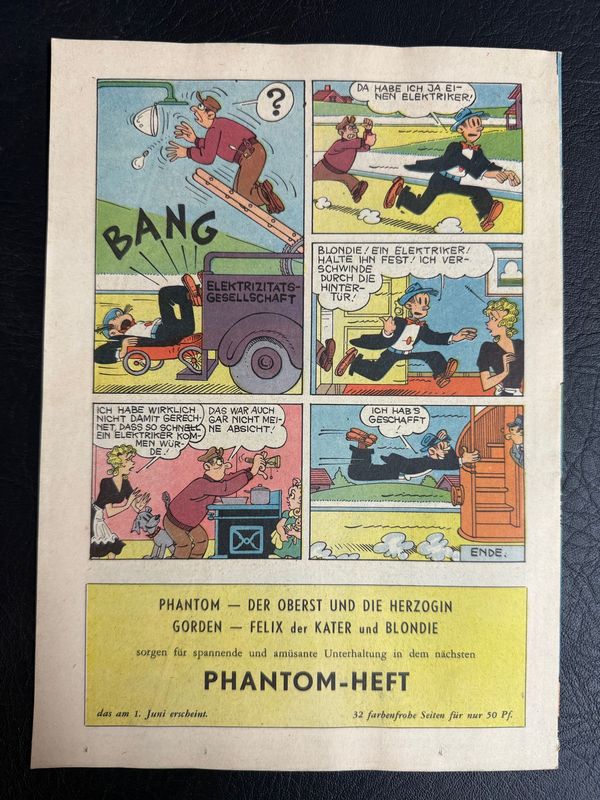 ?
BANG
ELEKTRIZITÄTS-
GESELLSCHAFT
DA HABE ICH JA EI-
NEN ELEKTRIKER!
BLONDIE! EIN ELEKTRIKER!
HALTE IHN FEST! ICH VER-
SCHWINDE
DURCH DIE
HINTER-
TÜR!
ICH HABE WIRKLICH
NICHT DAMIT GERECH-
NET, DASS SO SCHNELL
EIN ELEKTRIKER KOM-
MEN WÜR-
DE!
DAS WAR AUCH
GAR NICHT MEI-
NE ABSICHT!
ICH HAB'S
GESCHAFFT!
ENDE.
PHANTOM — DER OBERST UND DIE HERZOGIN
GORDEN — FELIX der KATER und BLONDIE
sorgen für spannende und amüsante Unterhaltung in dem nächsten
PHANTOM-HEFT
das am 1. Juni erscheint.
32 farbenfrohe Seiten für nur 50 Pf.